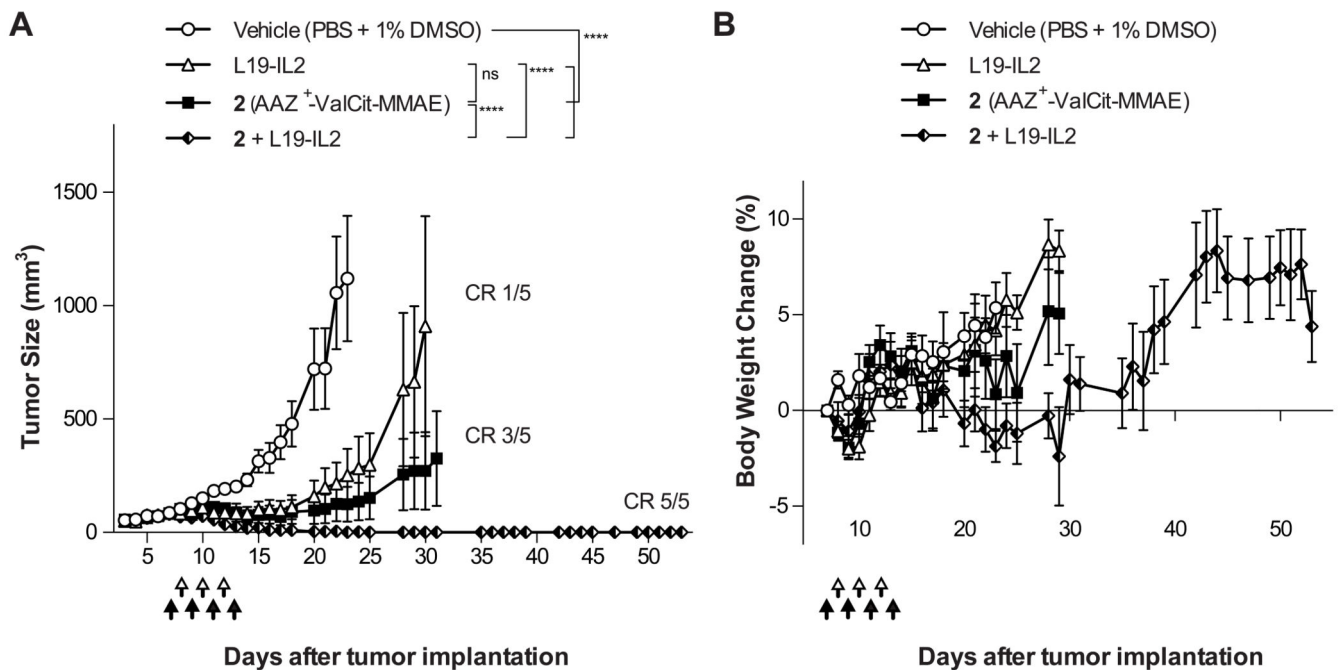 A
Vehicle (PBS + 1% DMSO)
****
L19-IL2
ns
****
2 (AAZ+-ValCit-MMAE)
****
2 + L19-IL2
1500
1000
500
0
Tumor Size (mm3)
CR 1/5
CR 3/5
CR 5/5
5 10 15 20 25 30 35 40 45 50
Days after tumor implantation
B
Vehicle (PBS + 1% DMSO)
L19-IL2
2 (AAZ+-ValCit-MMAE)
2 + L19-IL2
10
5
0
-5
Body Weight Change (%)
10 20 30 40 50
Days after tumor implantation